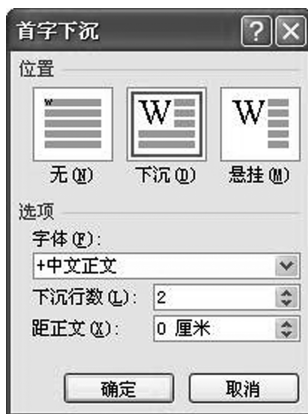 首字下沉
位置
W W W
无(N) 下沉(D) 悬挂(M)
选项
字体(F):
+中文正文
下沉行数(L): 2
距正文(X): 0 厘米
确定 取消